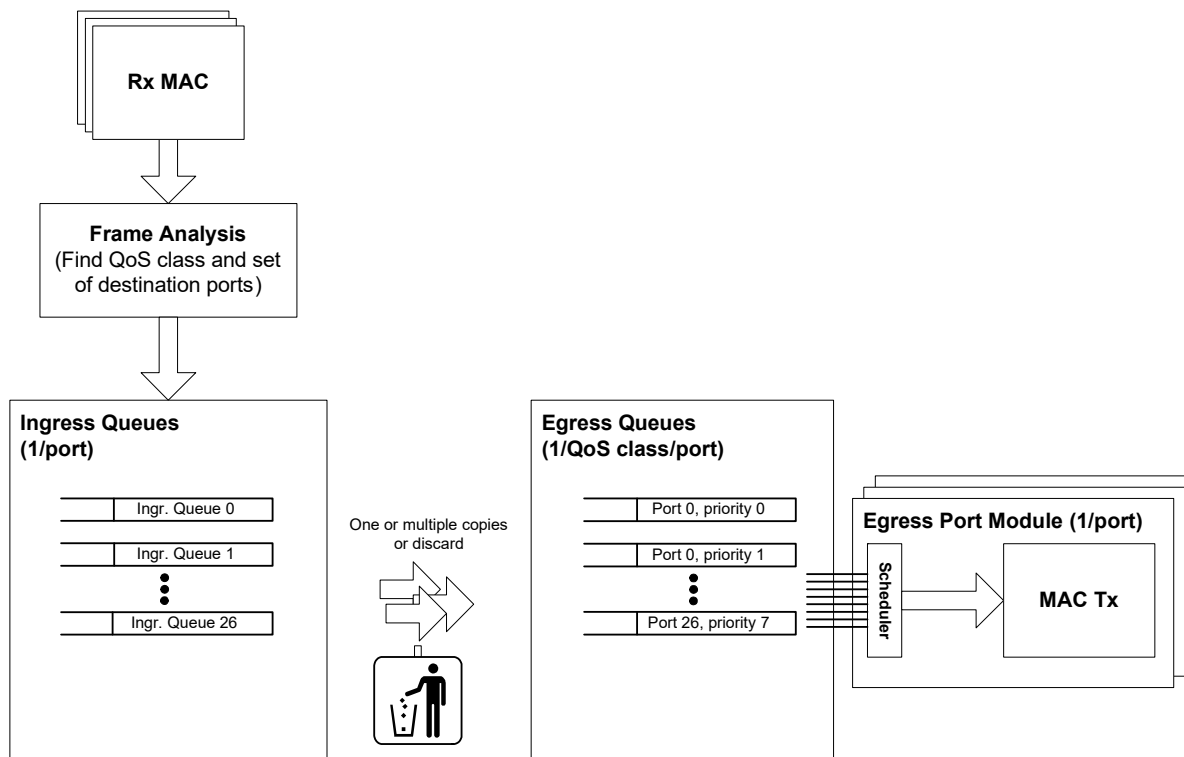 Rx MAC
Frame Analysis
(Find QoS class and set
of destination ports)
Ingress Queues
(1/port)
Ingr. Queue 0
Ingr. Queue 1
Ingr. Queue 26
One or multiple copies
or discard
Egress Queues
(1/QoS class/port)
Port 0, priority 0
Port 0, priority 1
Port 26, priority 7
Egress Port Module (1/port)
Scheduler
MAC Tx